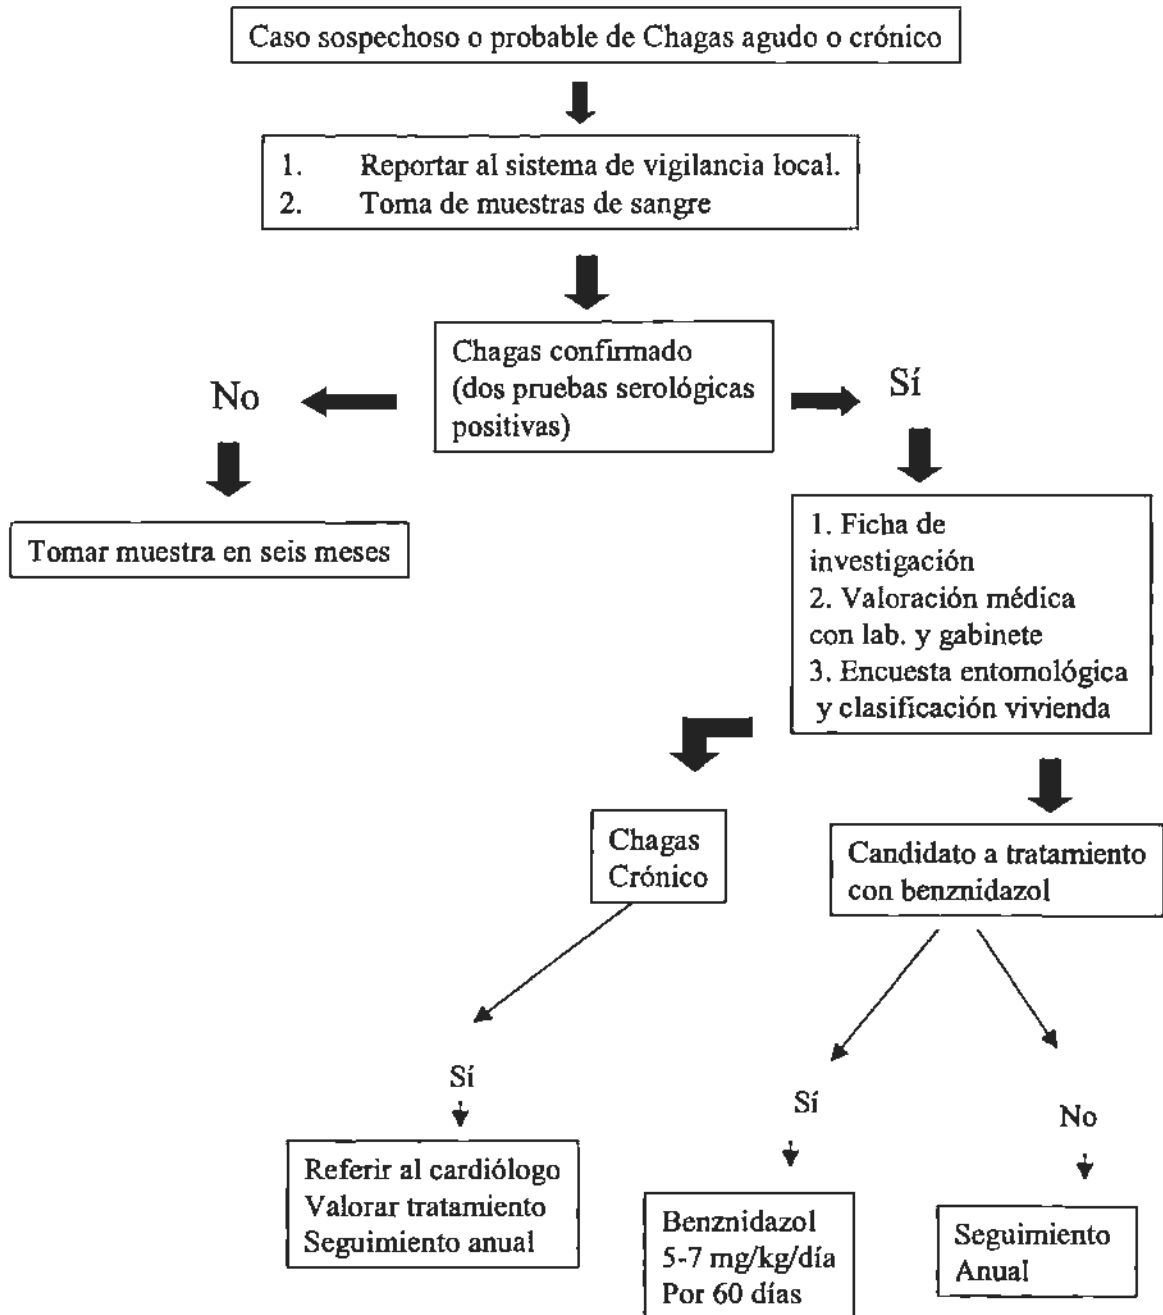 Caso sospechoso o probable de Chagas agudo o crónico
1. Reportar al sistema de vigilancia local.
2. Toma de muestras de sangre
Chagas confirmado
(dos pruebas serológicas
positivas)
No
Sí
Tomar muestra en seis meses
1. Ficha de
investigación
2. Valoración médica
con lab. y gabinete
3. Encuesta entomológica
y clasificación vivienda
Chagas
Crónico
Candidato a tratamiento
con benznidazol
Sí
Sí
No
Referir al cardiólogo
Valorar tratamiento
Seguimiento anual
Benznidazol
5-7 mg/kg/día
Por 60 días
Seguimiento
Anual